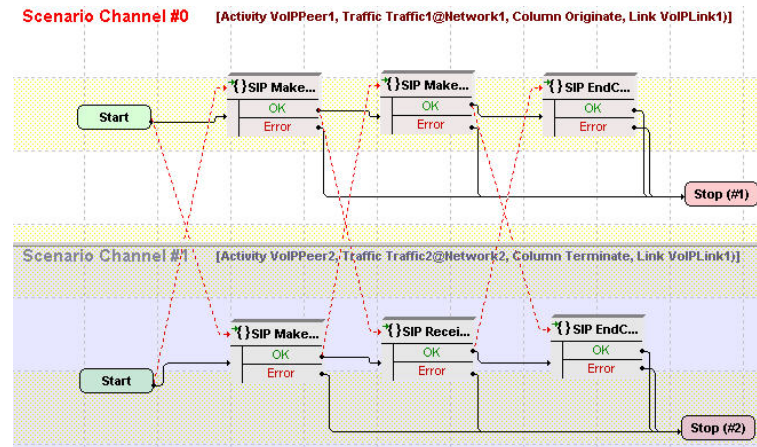 Scenario Channel #0 [Activity VoIPPeer1, Traffic Traffic1@Network1, Column Originate, Link VoIPLink1)]
{}SIP Make... {}SIP Make... {}SIP EndC...
Start OK OK OK
Error Error Error
Stop (#1)
Scenario Channel #1 [Activity VoIPPeer2, Traffic Traffic2@Network2, Column Terminate, Link VoIPLink1)]
{}SIP Make... {}SIP Recei... {}SIP EndC...
OK OK OK
Start Error Error Error
Stop (#2)